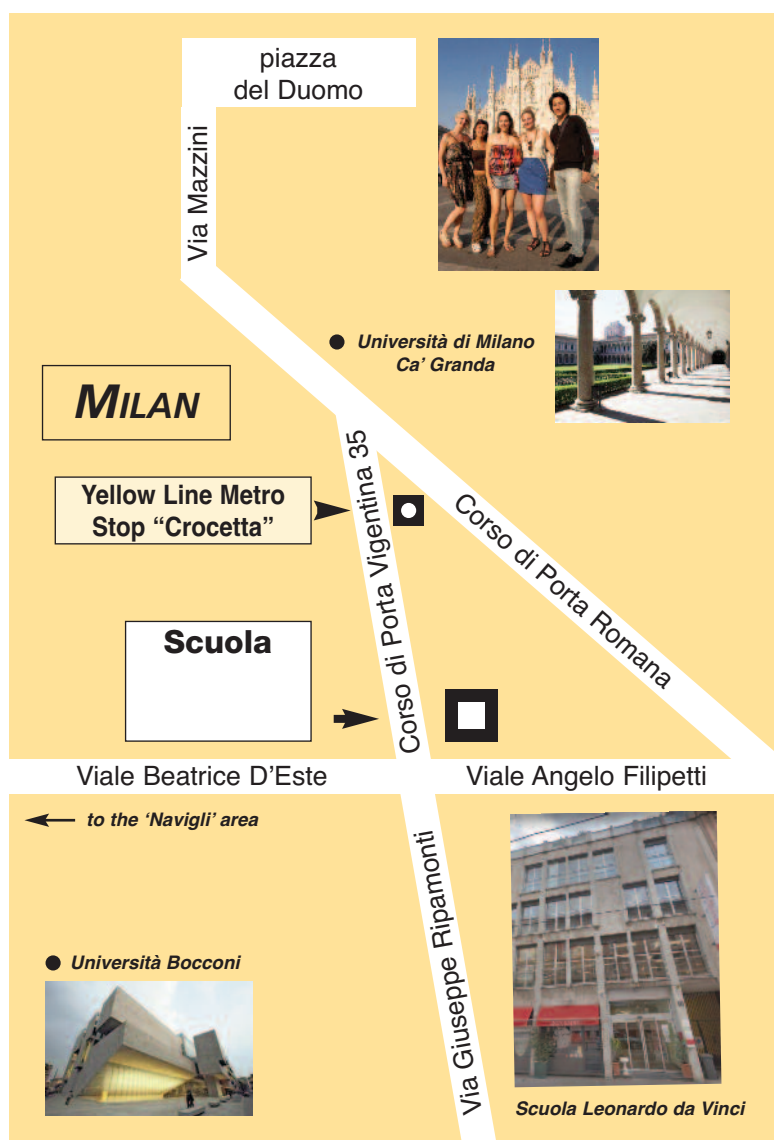 piazza
del Duomo
Via Mazzini
Università di Milano
Ca' Granda
MILAN
Yellow Line Metro
Stop “Crocetta”
Corso di Porta Vigentina 35
Corso di Porta Romana
Scuola
Viale Beatrice D'Este
Viale Angelo Filipetti
to the ‘Navigli’ area
Via Giuseppe Ripamonti
Università Bocconi
Scuola Leonardo da Vinci